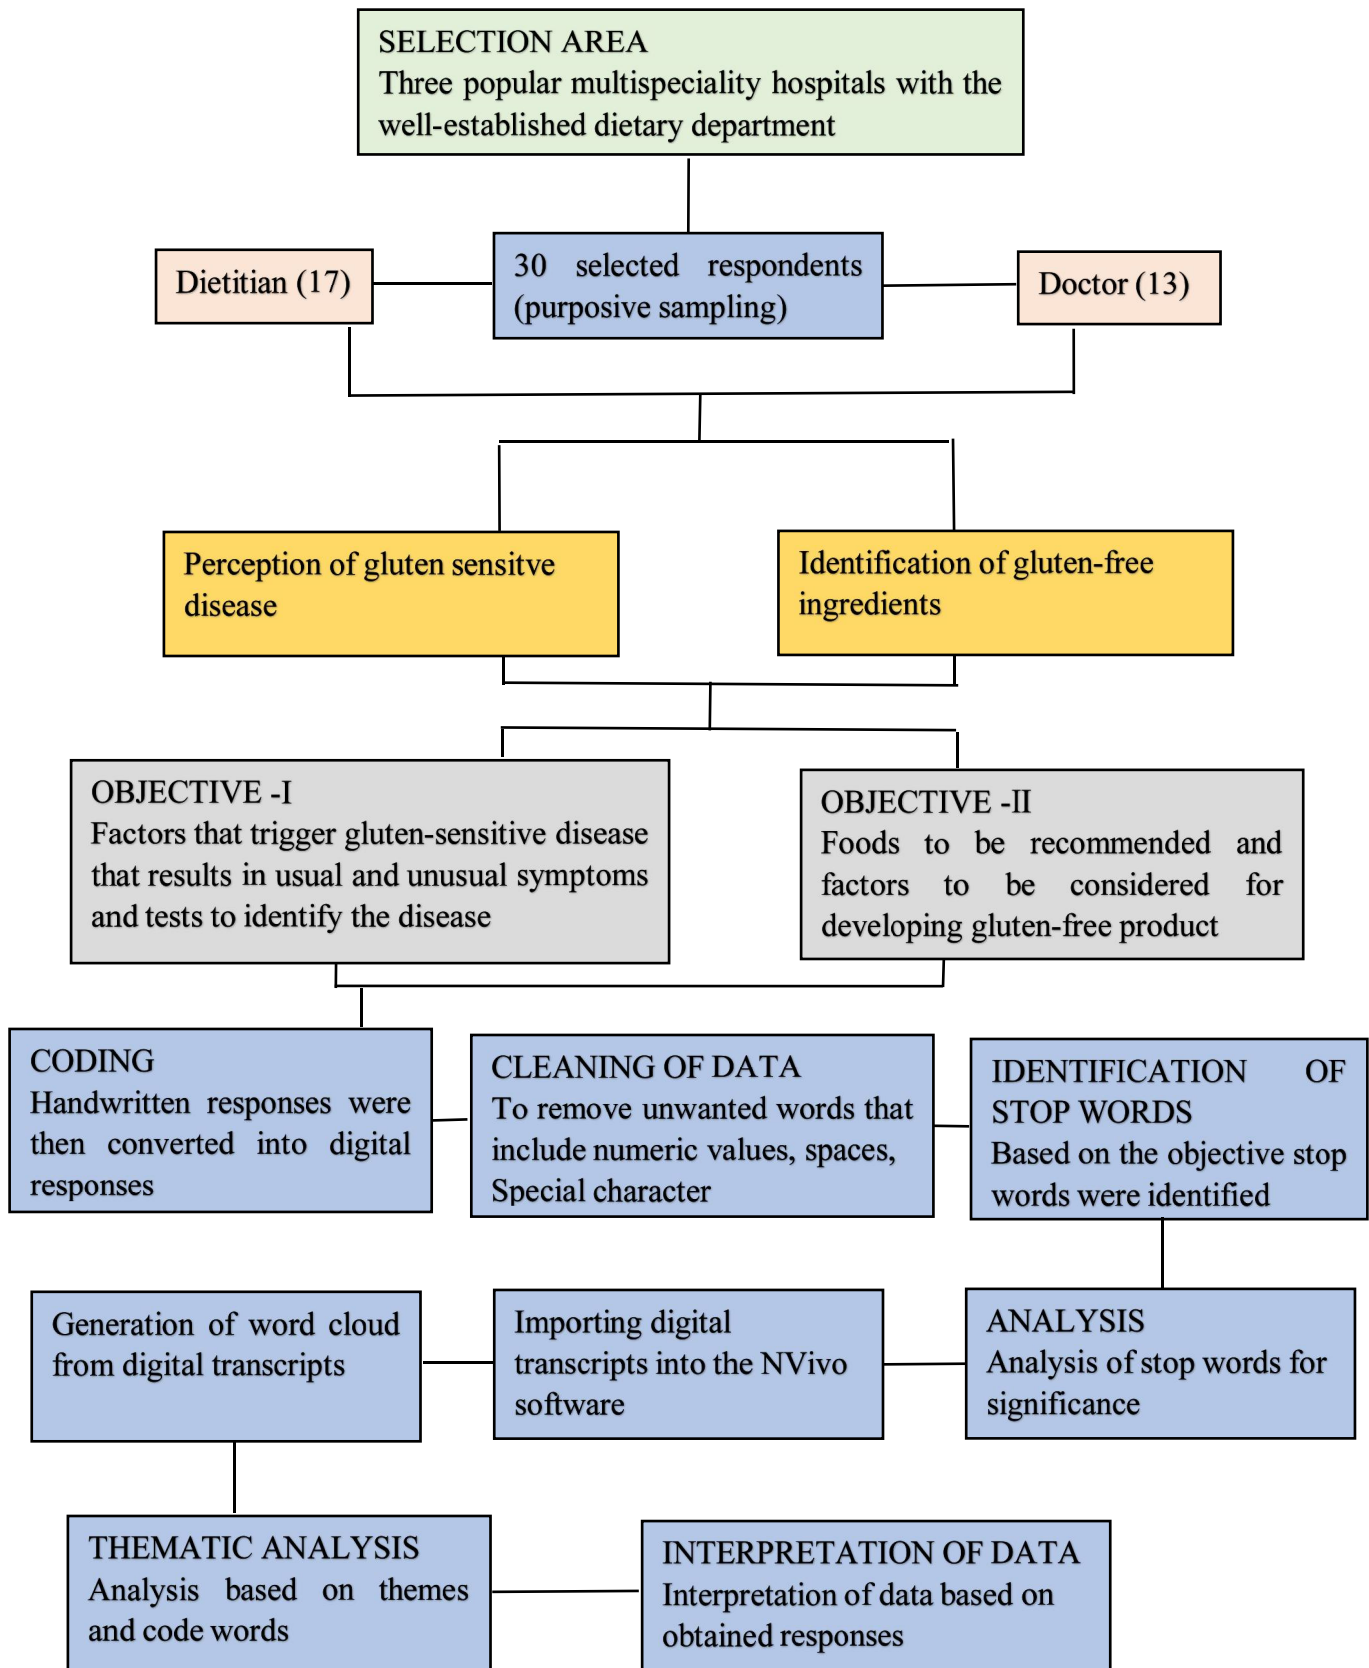 SELECTION AREA
Three popular multispeciality hospitals with the
well-established dietary department
Dietitian (17)
30 selected respondents
(purposive sampling)
Doctor (13)
Perception of gluten sensitve
disease
Identification of gluten-free
ingredients
OBJECTIVE -I
Factors that trigger gluten-sensitive disease
that results in usual and unusual symptoms
and tests to identify the disease
OBJECTIVE -II
Foods to be recommended and
factors to be considered for
developing gluten-free product
CODING
Handwritten responses were
then converted into digital
responses
CLEANING OF DATA
To remove unwanted words that
include numeric values, spaces,
Special character
IDENTIFICATION OF
STOP WORDS
Based on the objective stop
words were identified
ANALYSIS
Analysis of stop words for
significance
Importing digital
transcripts into the NVivo
software
Generation of word cloud
from digital transcripts
THEMATIC ANALYSIS
Analysis based on themes
and code words
INTERPRETATION OF DATA
Interpretation of data based on
obtained responses